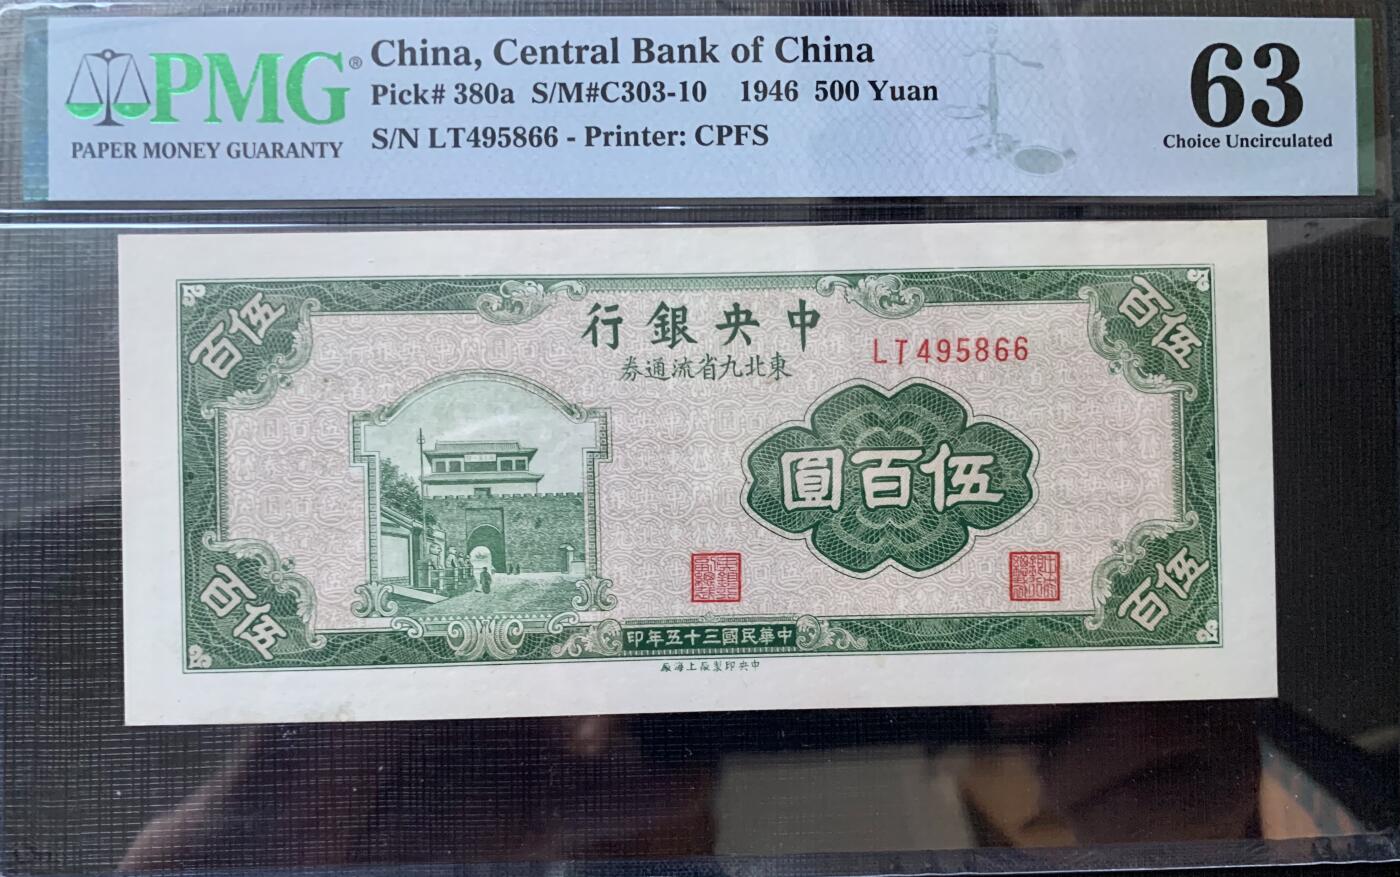 PMG®
PAPER MONEY GUARANTY
China, Central Bank of China
Pick# 380a S/M#C303-10 1946 500 Yuan
S/N LT495866 - Printer: CPFS
63
Choice Uncirculated
伍百
伍百
中央銀行
LT495866
東北九省流通券
伍百圓
伍百
伍百
中華民國三十五年印
中央印製廠上海廠